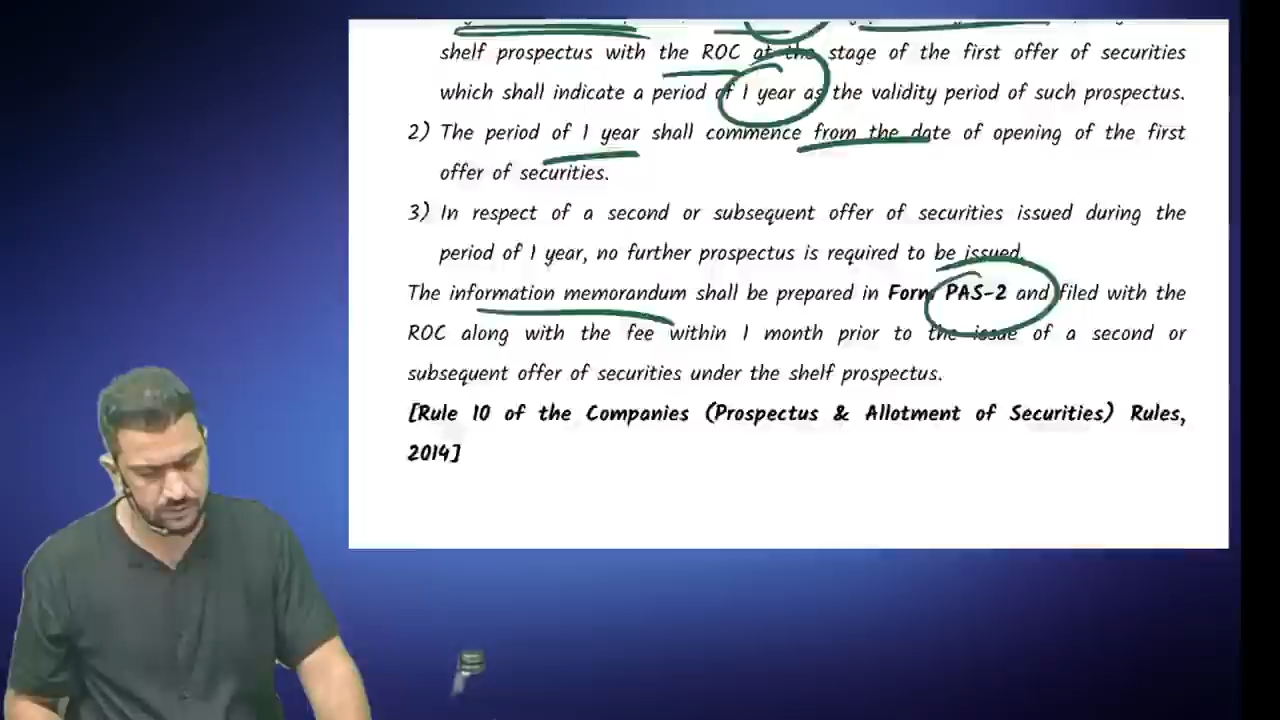 shelf prospectus with the ROC at the stage of the first offer of securities
which shall indicate a period of 1 year as the validity period of such prospectus.
2) The period of 1 year shall commence from the date of opening of the first
offer of securities.
3) In respect of a second or subsequent offer of securities issued during the
period of 1 year, no further prospectus is required to be issued.
The information memorandum shall be prepared in Form PAS-2 and filed with the
ROC along with the fee within 1 month prior to the issue of a second or
subsequent offer of securities under the shelf prospectus.
[Rule 10 of the Companies (Prospectus & Allotment of Securities) Rules,
2014]